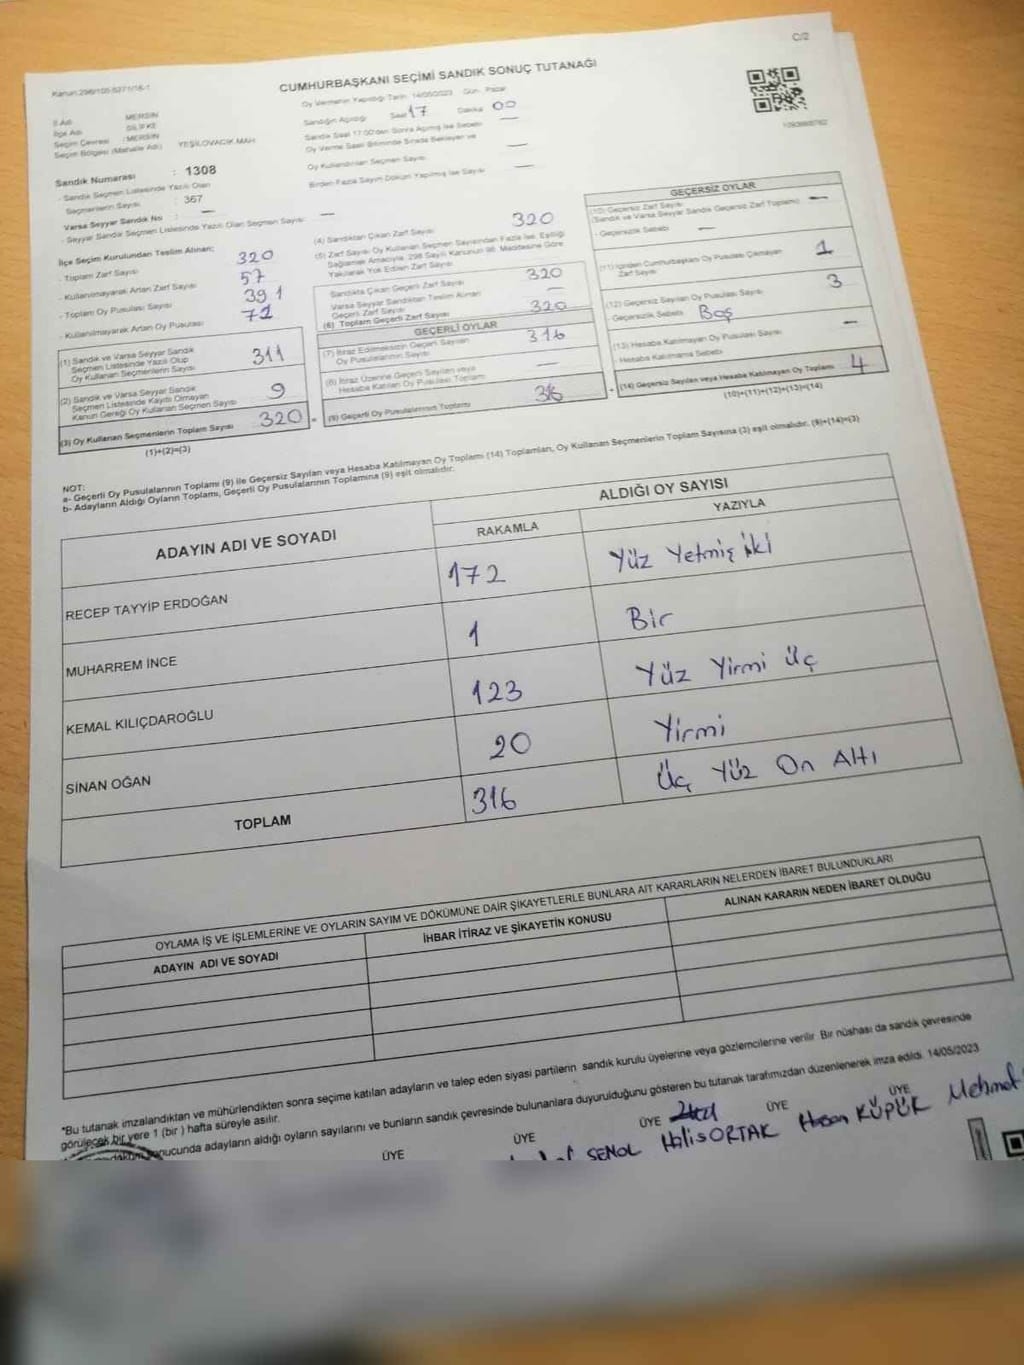 C/2
Kanun:298/105-6271/16-1
CUMHURBAŞKANI SEÇİMİ SANDIK SONUÇ TUTANAĞI
Oy Vermenin Yapıldığı Tarih: 14/05/2023 Gün: Pazar
İl Adı : MERSİN
İlçe Adı : SİLİFKE
Seçim Çevresi : MERSİN
Seçim Bölgesi (Mahalle Adı) : YEŞİLOVACIK MAH.
Sandığın Açıldığı Saat 17 Dakika 00
Sandık Saat 17:00'den Sonra Açılmış İse Sebebi —
Oy Verme Saati Bitiminde Sırada Bekleyen ve
Oy Kullandırılan Seçmen Sayısı —
Birden Fazla Sayım Döküm Yapılmış İse Sayısı —
Sandık Numarası : 1308
- Sandık Seçmen Listesinde Yazılı Olan
Seçmenlerin Sayısı : 367
Varsa Seyyar Sandık No : —
- Seyyar Sandık Seçmen Listesinde Yazılı Olan Seçmen Sayısı —
İlçe Seçim Kurulundan Teslim Alınan:
- Toplam Zarf Sayısı 320
- Kullanılmayarak Artan Zarf Sayısı 57
- Toplam Oy Pusulası Sayısı 391
- Kullanılmayarak Artan Oy Pusulası 72
(1) Sandık ve Varsa Seyyar Sandık
Seçmen Listesinde Yazılı Olup
Oy Kullanan Seçmenlerin Sayısı 311
(2) Sandık ve Varsa Seyyar Sandık
Seçmen Listesinde Kayıtlı Olmayan
Kanun Gereği Oy Kullanan Seçmen Sayısı 9
(3) Oy Kullanan Seçmenlerin Toplam Sayısı 320
(1)+(2)=(3)
(4) Sandıktan Çıkan Zarf Sayısı 320
(5) Zarf Sayısı Oy Kullanan Seçmen Sayısından Fazla İse, Eşitliği
Sağlamak Amacıyla, 298 Sayılı Kanunun 98. Maddesine Göre
Yakılarak Yok Edilen Zarf Sayısı
Sandıkta Çıkan Geçerli Zarf Sayısı 320
Varsa Seyyar Sandıktan Teslim Alınan
Geçerli Zarf Sayısı —
(6) Toplam Geçerli Zarf Sayısı 320
GEÇERLİ OYLAR
(7) İtiraz Edilmeksizin Geçerli Sayılan
Oy Pusulalarının Sayısı 316
(8) İtiraz Üzerine Geçerli Sayılan veya
Hesaba Katılan Oy Pusulası Toplamı —
(9) Geçerli Oy Pusulalarının Toplamı 316
GEÇERSİZ OYLAR
(10) Geçersiz Zarf Sayısı
(Sandık ve Varsa Seyyar Sandık Geçersiz Zarf Toplamı) —
- Geçersizlik Sebebi —
(11) İçinden Cumhurbaşkanı Oy Pusulası Çıkmayan
Zarf Sayısı 1
(12) Geçersiz Sayılan Oy Pusulası Sayısı 3
- Geçersizlik Sebebi Boş
(13) Hesaba Katılmayan Oy Pusulası Sayısı —
- Hesaba Katılmama Sebebi
(14) Geçersiz Sayılan veya Hesaba Katılmayan Oy Toplamı 4
(10)+(11)+(12)+(13)=(14)
NOT:
a- Geçerli Oy Pusulalarının Toplamı (9) ile Geçersiz Sayılan veya Hesaba Katılmayan Oy Toplamı (14) Toplamları, Oy Kullanan Seçmenlerin Toplam Sayısına (3) eşit olmalıdır. (9)+(14)=(3)
b- Adayların Aldığı Oyların Toplamı, Geçerli Oy Pusulalarının Toplamına (9) eşit olmalıdır.
ADAYIN ADI VE SOYADI
ALDIĞI OY SAYISI
RAKAMLA
YAZIYLA
RECEP TAYYİP ERDOĞAN 172 Yüz Yetmiş İki
MUHARREM İNCE 1 Bir
KEMAL KILIÇDAROĞLU 123 Yüz Yirmi Üç
SİNAN OĞAN 20 Yirmi
TOPLAM 316 Üç Yüz On Altı
OYLAMA İŞ VE İŞLEMLERİNE VE OYLARIN SAYIM VE DÖKÜMÜNE DAİR ŞİKAYETLERLE BUNLARA AİT KARARLARIN NELERDEN İBARET BULUNDUKLARI
ADAYIN ADI VE SOYADI
İHBAR İTİRAZ VE ŞİKAYETİN KONUSU
ALINAN KARARIN NEDEN İBARET OLDUĞU
*Bu tutanak imzalandıktan ve mühürlendikten sonra seçime katılan adayların ve talep eden siyasi partilerin sandık kurulu üyelerine veya gözlemcilerine verilir. Bir nüshası da sandık çevresinde
görülecek bir yere 1 (bir) hafta süreyle asılır.
sonucunda adayların aldığı oyların sayılarını ve bunların sandık çevresinde bulunanlara duyurulduğunu gösteren bu tutanak tarafımızdan düzenlenerek imza edildi. 14/05/2023
ÜYE ÜYE ÜYE ÜYE ÜYE
ŞENOL Halis ORTAK Hasan KÜPÜK Mehmet